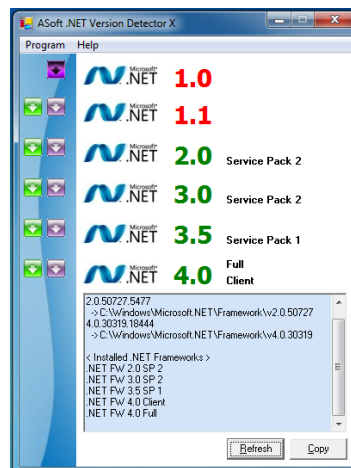 ASoft .NET Version Detector X
Program Help
Microsoft .NET 1.0
Microsoft .NET 1.1
Microsoft .NET 2.0 Service Pack 2
Microsoft .NET 3.0 Service Pack 2
Microsoft .NET 3.5 Service Pack 1
Microsoft .NET 4.0 Full
Client
2.0.50727.5477
->C:\Windows\Microsoft.NET\Framework\v2.0.50727
4.0.30319.18444
->C:\Windows\Microsoft.NET\Framework\v4.0.30319
< Installed .NET Frameworks >
.NET FW 2.0 SP 2
.NET FW 3.0 SP 2
.NET FW 3.5 SP 1
.NET FW 4.0 Client
.NET FW 4.0 Full
Refresh Copy